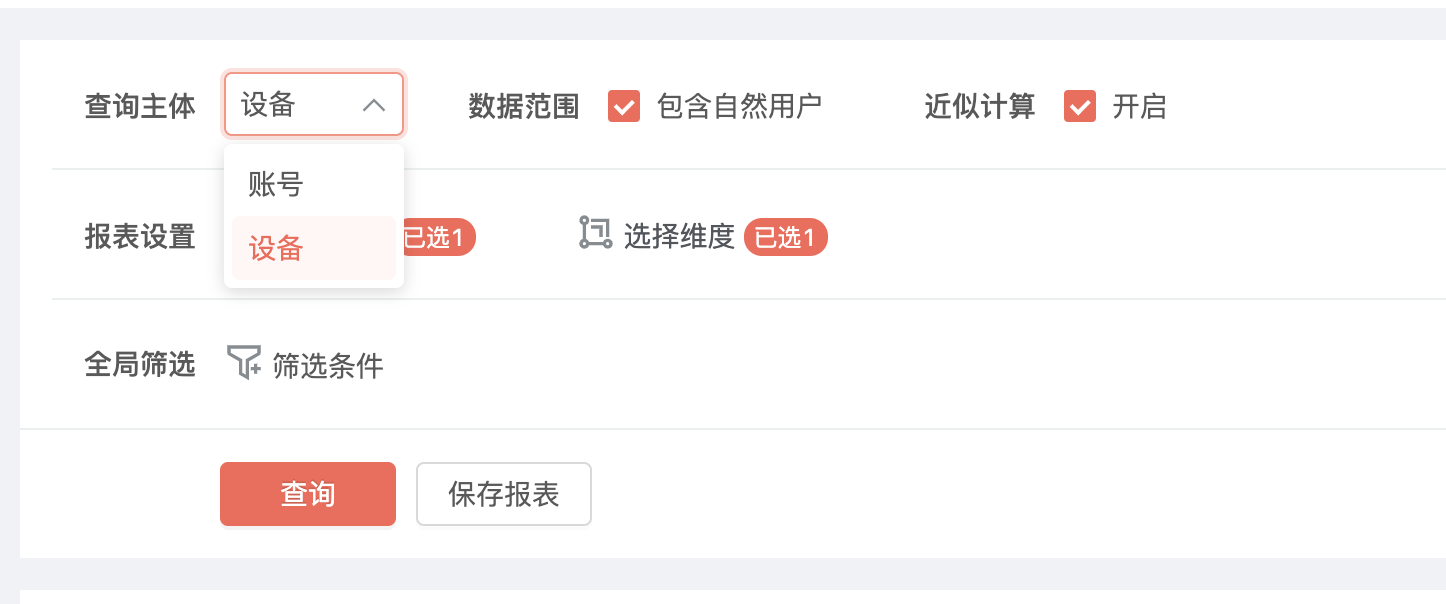 查询主体 设备 数据范围 包含自然用户 近似计算 开启
账号
报表设置 已选1 选择维度 已选1
设备
全局筛选 筛选条件
查询 保存报表